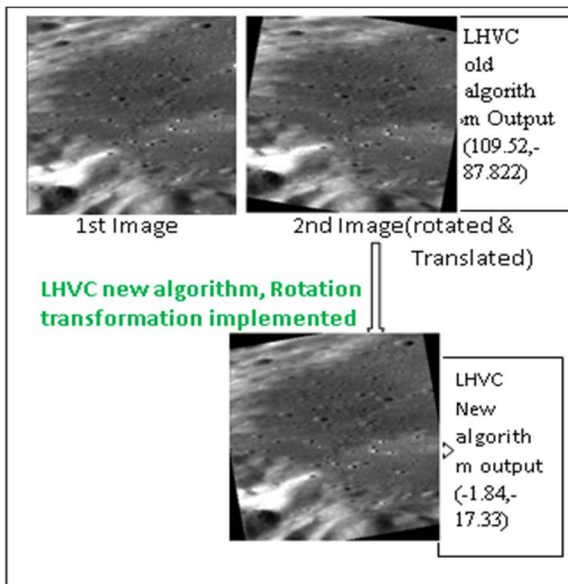 LHVC
old
algorith
m Output
(109.52,-
87.822)
1st Image
2nd Image(rotated &
Translated)
LHVC new algorithm, Rotation
transformation implemented
LHVC
New
algorith
m output
(-1.84,-
17.33)